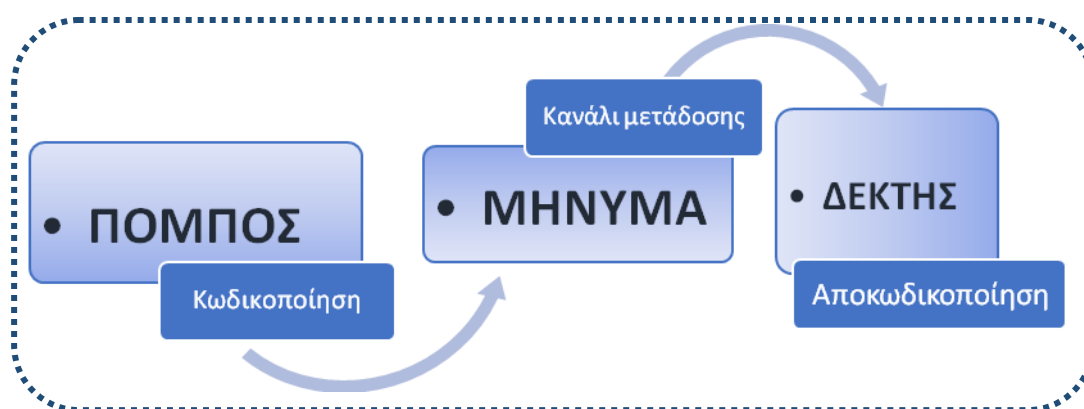 • ΠΟΜΠΟΣ
Κωδικοποίηση
• ΜΗΝΥΜΑ
Κανάλι μετάδοσης
• ΔΕΚΤΗΣ
Αποκωδικοποίηση